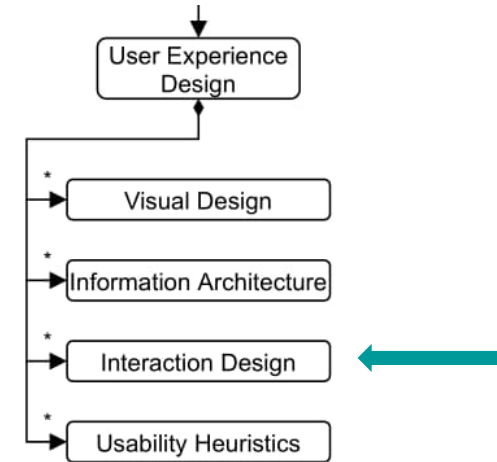 User Experience
Design
*
Visual Design
*
Information Architecture
*
Interaction Design
*
Usability Heuristics